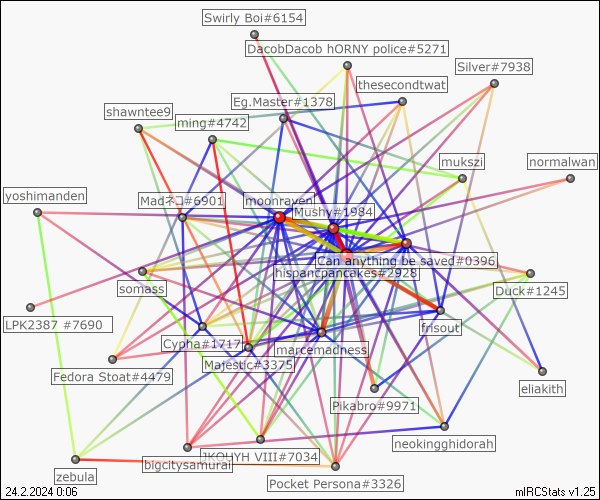 Swirly Boi#6154
DacobDacob hORNY police#5271
Silver#7938
thesecondtwat
Eg.Master#1378
shawntee9
ming#4742
mukszi
normalwan
yoshimanden
Madネコ#6901
moonraveni
Mushy#1984
Can anything be saved#0396
hispancpancakes#2928
somass
Duck#1245
LPK2387 #7690
frisout
Cypha#1717
marcemadness
Majestic#3375
Fedora Stoat#4479
eliakith
Pikabro#9971
neokingghidorah
JKOUYH VIII#7034
bigcitysamurai
zebula
Pocket Persona#3326
24.2.2024 0:06
mIRCStats v1.25